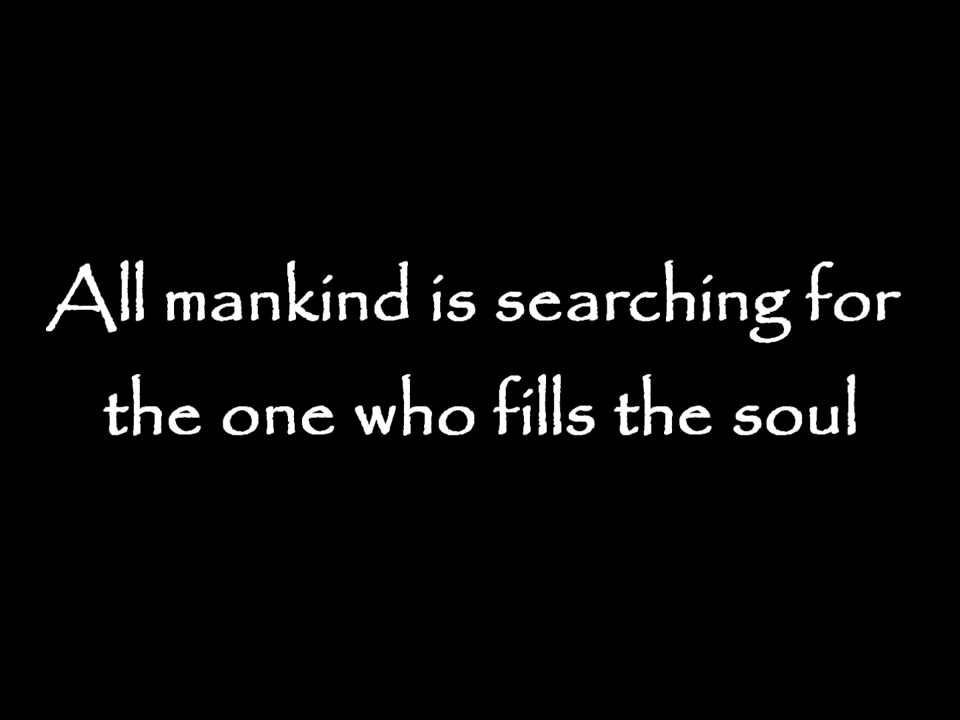 All mankind is searching for
the one who fills the soul